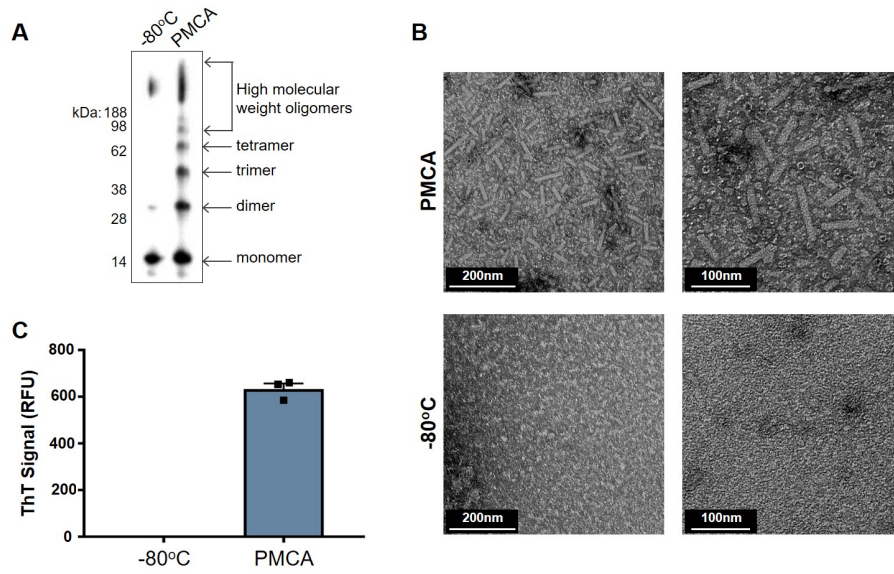 A
-80°C
PMCA
kDa: 188
98
62
38
28
14
High molecular
weight oligomers
tetramer
trimer
dimer
monomer
B
PMCA
200nm
100nm
-80°C
200nm
100nm
C
ThT Signal (RFU)
800
600
400
200
0
-80°C
PMCA